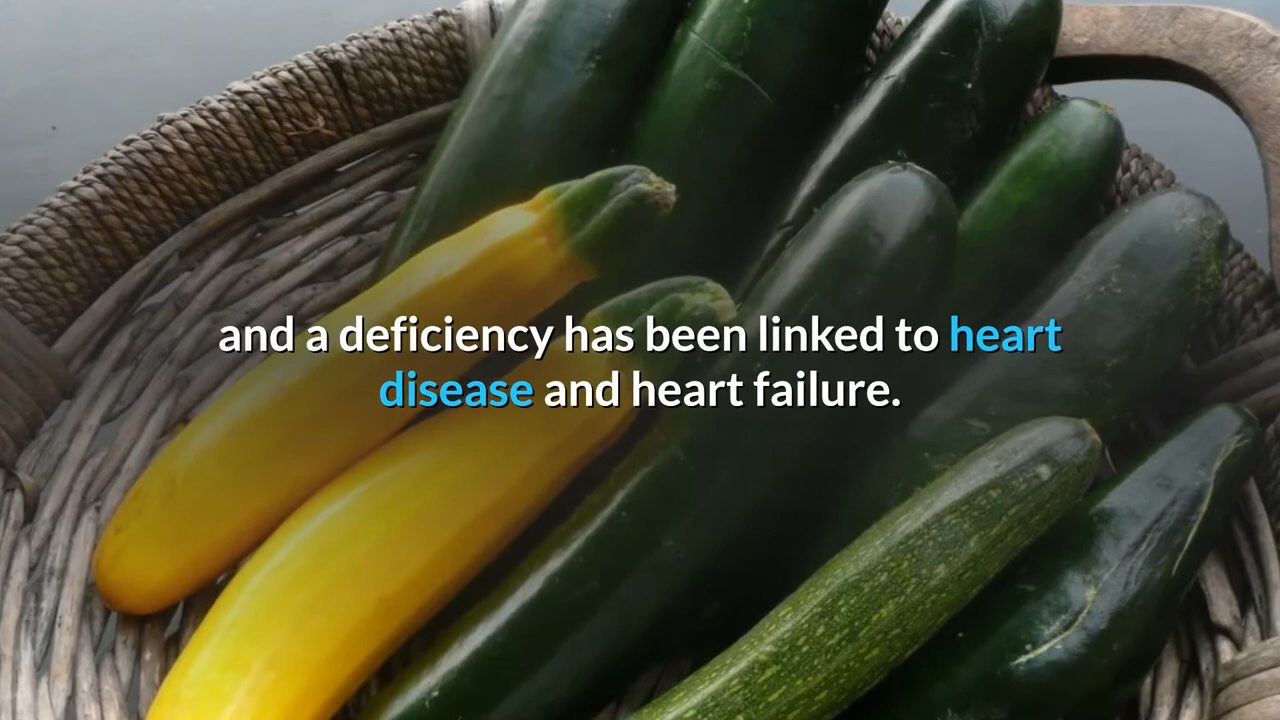 and a deficiency has been linked to heart
disease and heart failure.